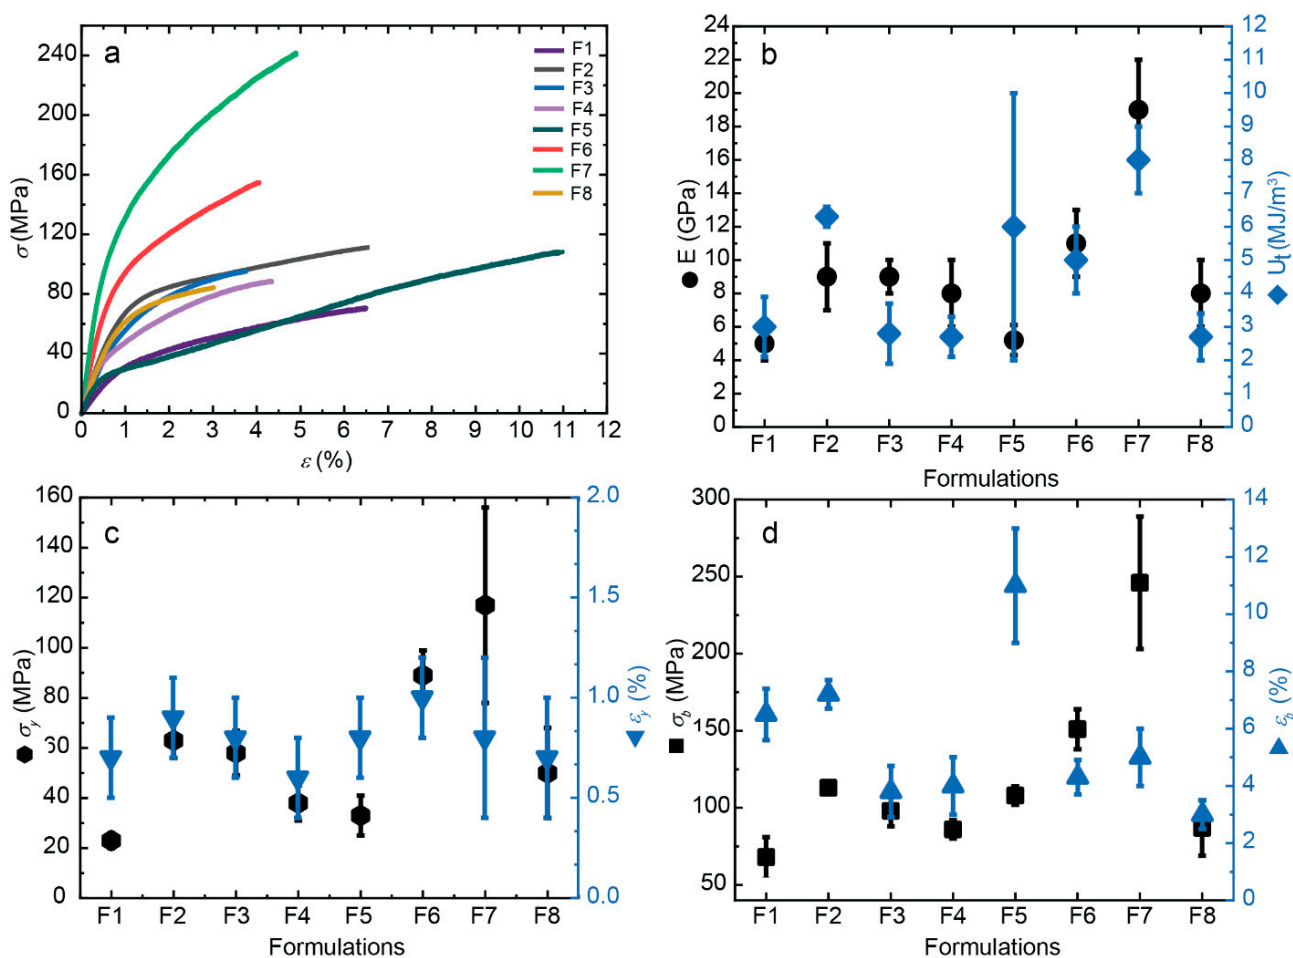 a
σ (MPa)
240
200
160
120
80
40
0
0 1 2 3 4 5 6 7 8 9 10 11 12
ε (%)
F1
F2
F3
F4
F5
F6
F7
F8
b
E (GPa)
24
22
20
18
16
14
12
10
8
6
4
2
0
F1 F2 F3 F4 F5 F6 F7 F8
Formulations
12
11
10
9
8
7
6
5
4
3
2
1
0
Ut (MJ/m³)
c
σy (MPa)
160
140
120
100
80
60
40
20
0
F1 F2 F3 F4 F5 F6 F7 F8
Formulations
2.0
1.5
1.0
0.5
0.0
εy (%)
d
σb (MPa)
300
250
200
150
100
50
F1 F2 F3 F4 F5 F6 F7 F8
Formulations
14
12
10
8
6
4
2
0
εb (%)